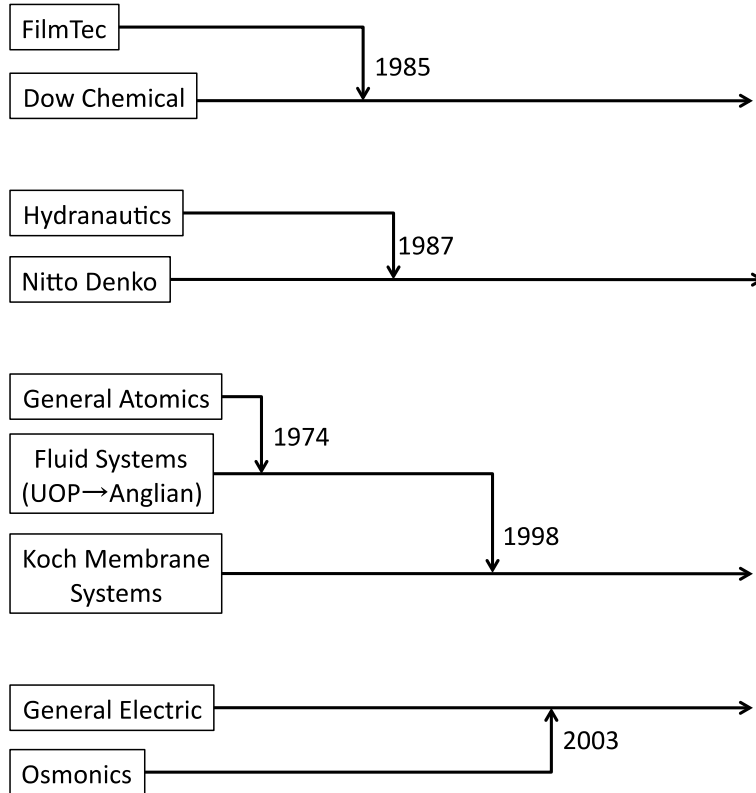 FilmTec
1985
Dow Chemical
Hydranautics
1987
Nitto Denko
General Atomics
1974
Fluid Systems
(UOP→Anglian)
1998
Koch Membrane
Systems
General Electric
2003
Osmonics